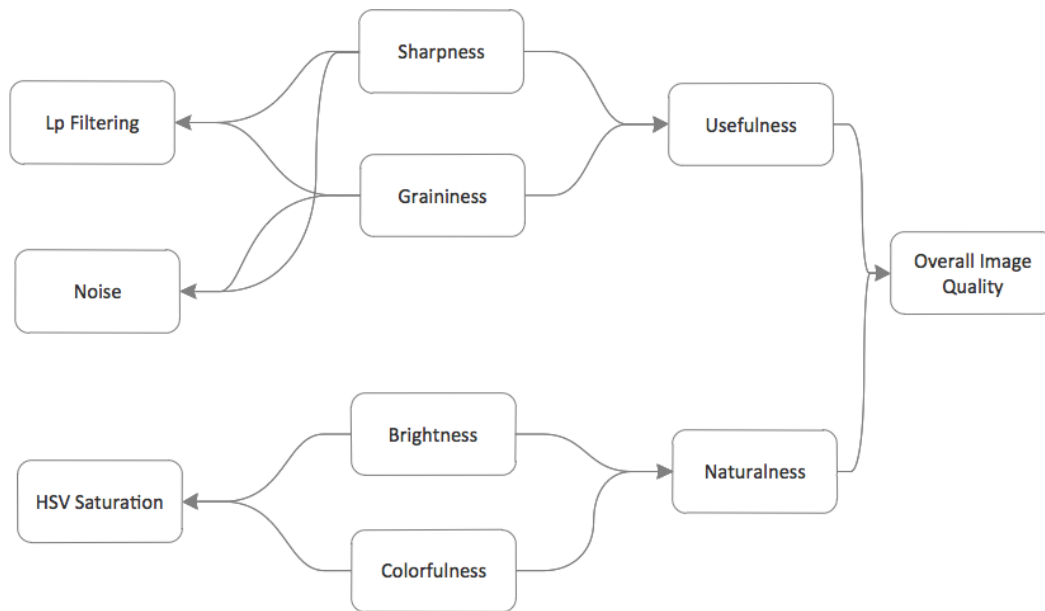 Sharpness
Lp Filtering
Usefulness
Graininess
Noise
Overall Image
Quality
Brightness
Naturalness
HSV Saturation
Colorfulness